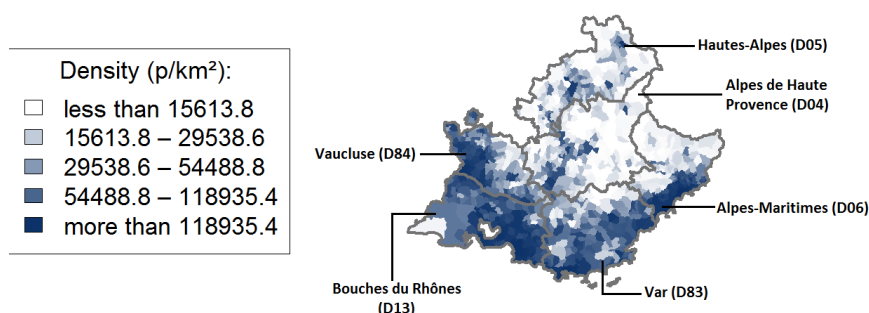 Density (p/km²):
less than 15613.8
15613.8 – 29538.6
29538.6 – 54488.8
54488.8 – 118935.4
more than 118935.4
Hautes-Alpes (D05)
Alpes de Haute
Provence (D04)
Vaucluse (D84)
Alpes-Maritimes (D06)
Bouches du Rhônes
(D13)
Var (D83)